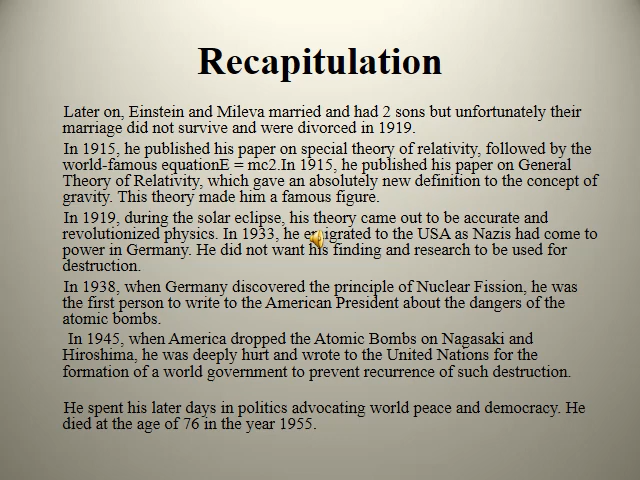 Recapitulation
Later on, Einstein and Mileva married and had 2 sons but unfortunately their
marriage did not survive and were divorced in 1919.
In 1915, he published his paper on special theory of relativity, followed by the
world-famous equationE = mc2.In 1915, he published his paper on General
Theory of Relativity, which gave an absolutely new definition to the concept of
gravity. This theory made him a famous figure.
In 1919, during the solar eclipse, his theory came out to be accurate and
revolutionized physics. In 1933, he emigrated to the USA as Nazis had come to
power in Germany. He did not want his finding and research to be used for
destruction.
In 1938, when Germany discovered the principle of Nuclear Fission, he was
the first person to write to the American President about the dangers of the
atomic bombs.
In 1945, when America dropped the Atomic Bombs on Nagasaki and
Hiroshima, he was deeply hurt and wrote to the United Nations for the
formation of a world government to prevent recurrence of such destruction.
He spent his later days in politics advocating world peace and democracy. He
died at the age of 76 in the year 1955.